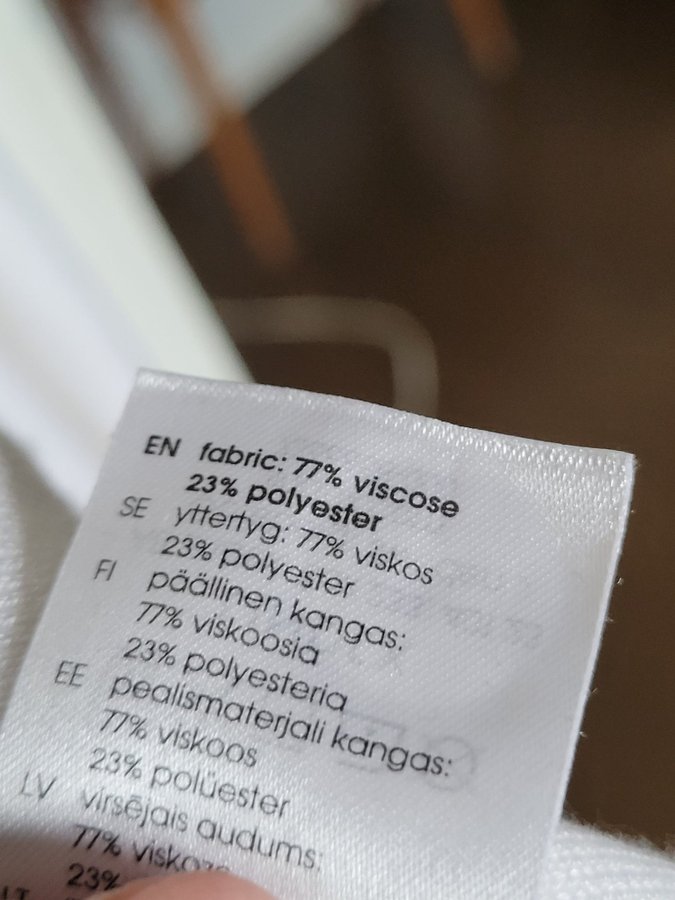 EN fabric: 77% viscose
23% polyester
SE yttertyg: 77% viskos
23% polyester
FI päällinen kangas:
77% viskoosia
23% polyesteria
EE pealismaterjali kangas:
77% viskoos
23% polüester
LV virsējais audums:
77%
23%